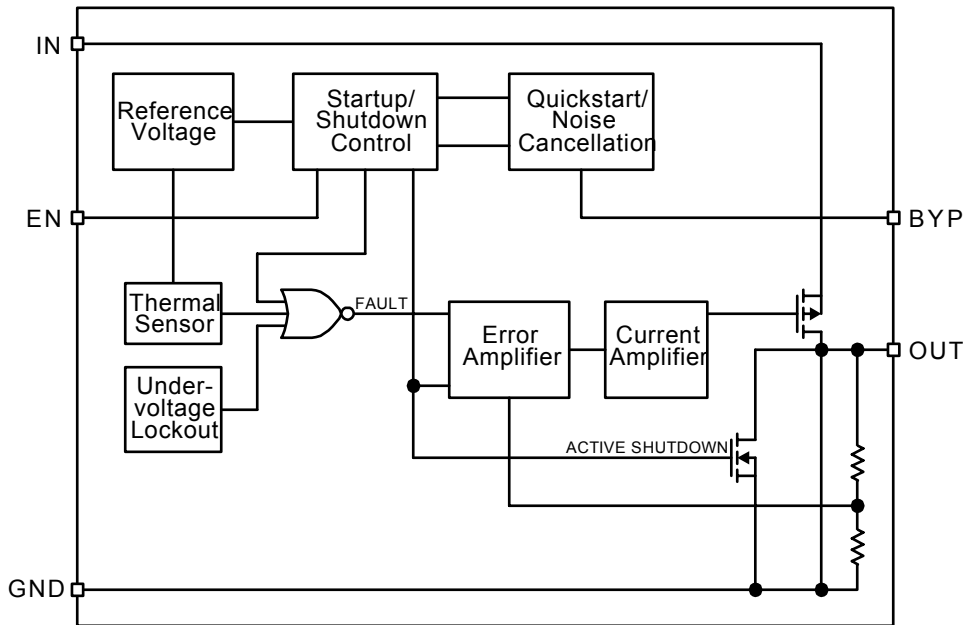 IN
Reference
Voltage
Startup/
Shutdown
Control
Quickstart/
Noise
Cancellation
EN
BYP
Thermal
Sensor
FAULT
Error
Amplifier
Current
Amplifier
OUT
Under-
voltage
Lockout
ACTIVE SHUTDOWN
GND